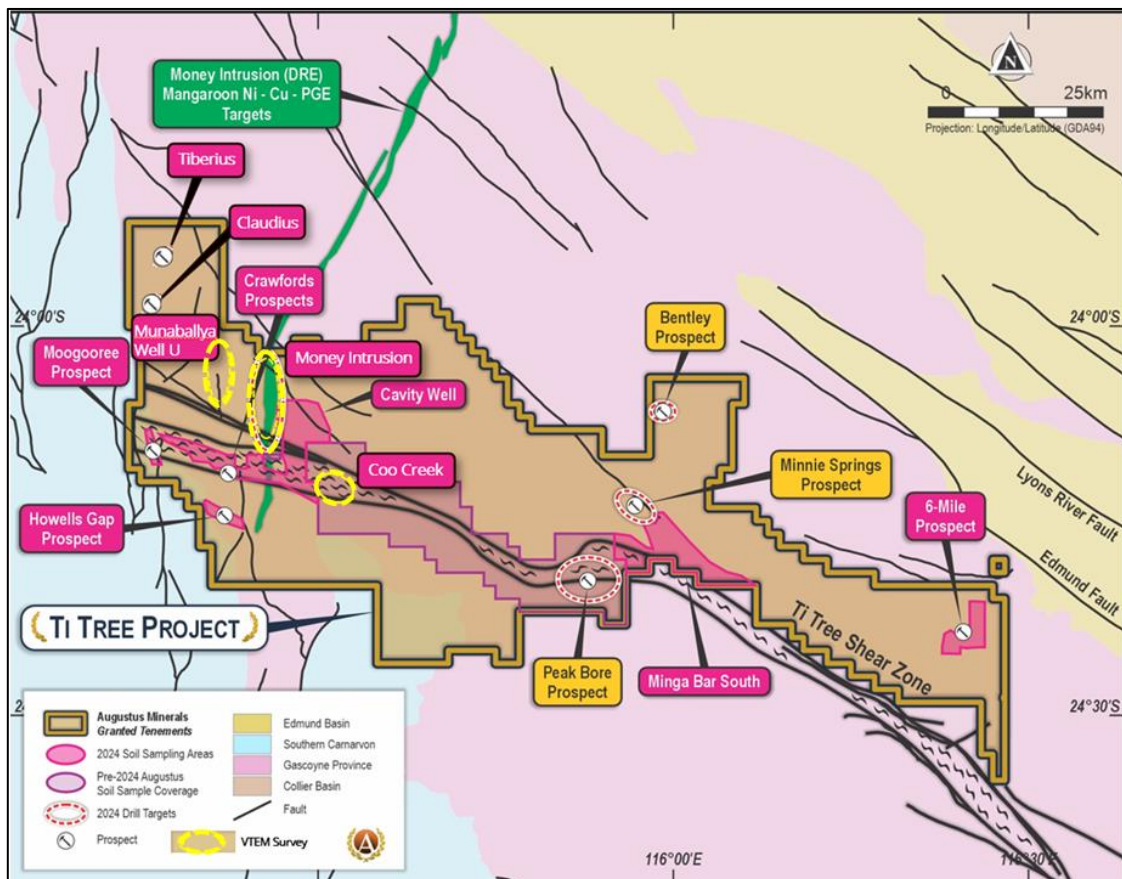 Money Intrusion (DRE)
Mangaroon Ni - Cu - PGE
Targets
N
0 25km
Projection: Longitude/Latitude (GDA94)
Tiberius
Claudius
Crawfords
Prospects
24°00'S
24°00'S
Munaballya
Well U
Moogooree
Prospect
Money Intrusion
Bentley
Prospect
Cavity Well
Coo Creek
Minnie Springs
Prospect
6-Mile
Prospect
Lyons River Fault
Edmund Fault
Howells Gap
Prospect
TI TREE PROJECT
Ti Tree Shear Zone
Peak Bore
Prospect
Minga Bar South
24°30'S
Augustus Minerals
Granted Tenements
2024 Soil Sampling Areas
Pre-2024 Augustus
Soil Sample Coverage
2024 Drill Targets
Prospect
Edmund Basin
Southern Carnarvon
Gascoyne Province
Collier Basin
Fault
VTEM Survey
A
116°00'E
116°30'E